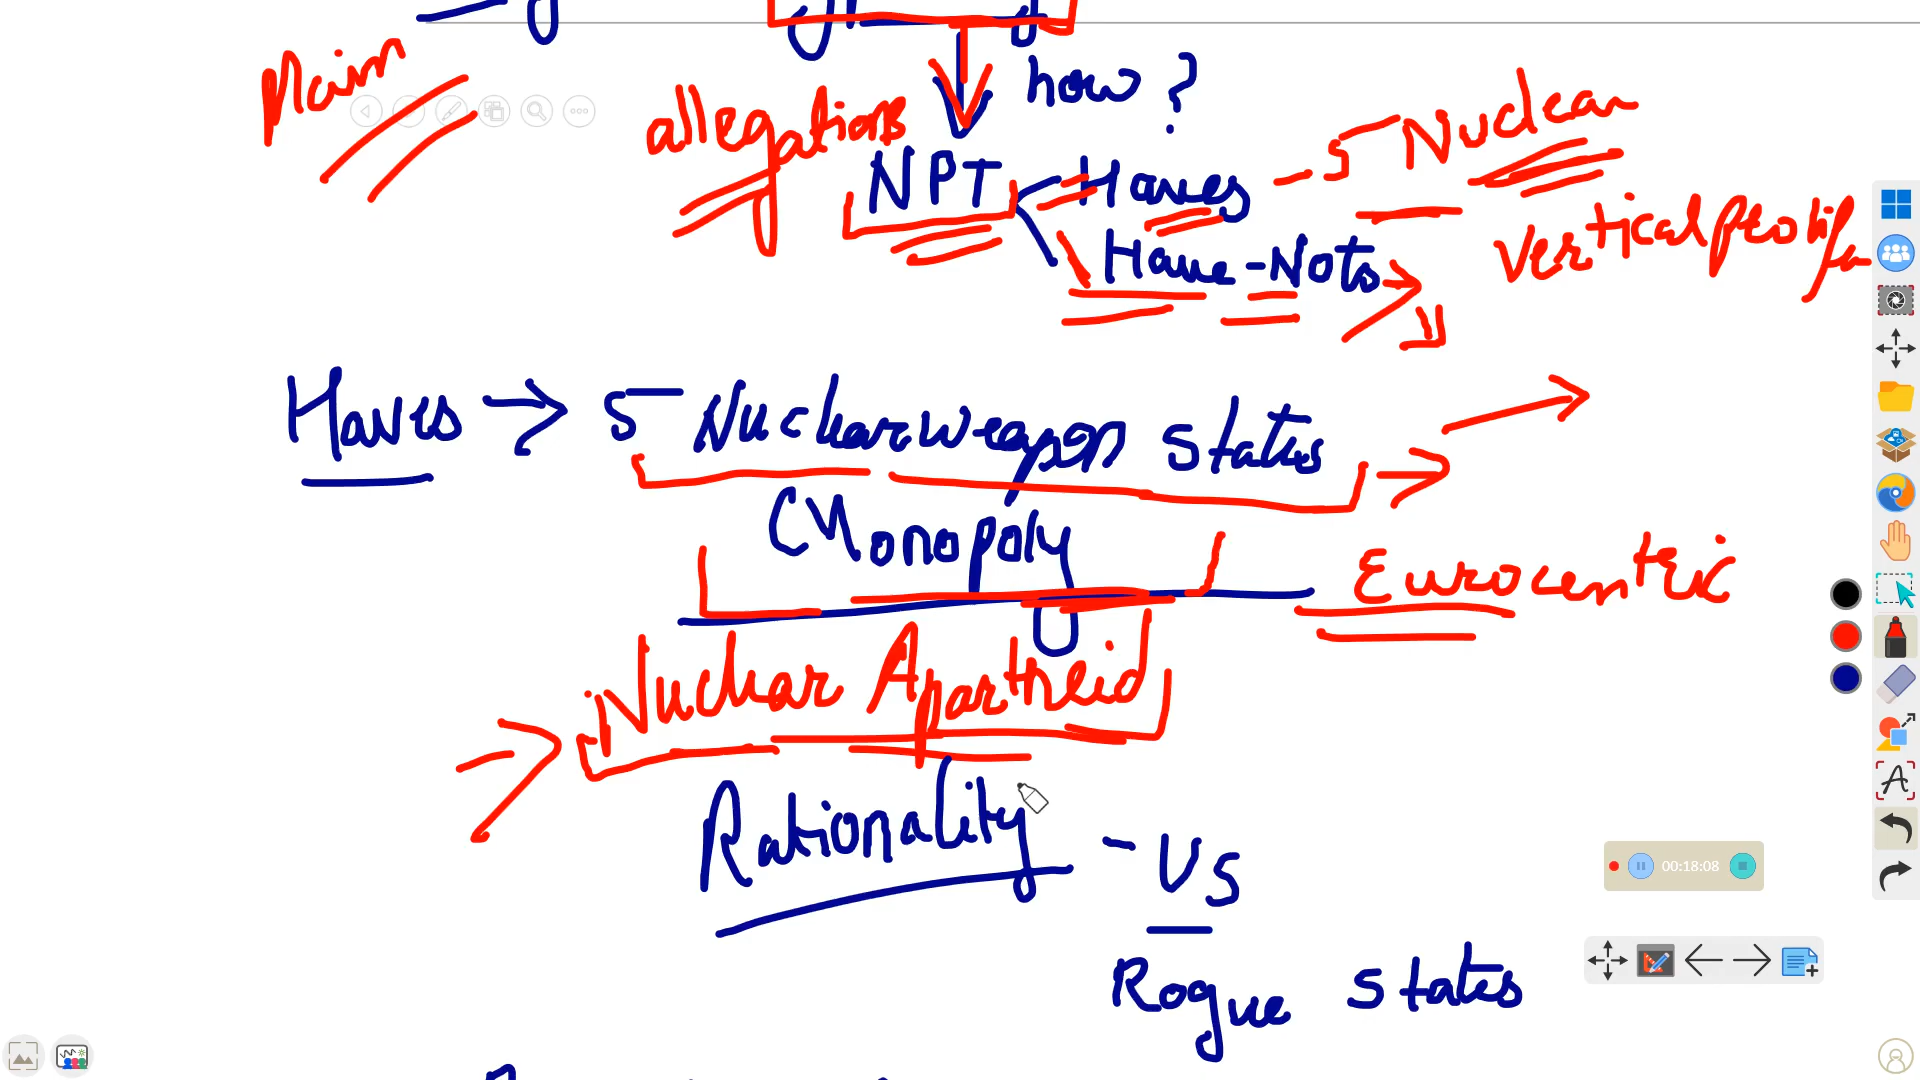 Main
how ?
allegations
NPT
Haves - 5 Nuclear
Have-Nots
Vertical prolifa
Haves → 5 Nuclear weapon states
Monopoly
Eurocentric
Nuclear Apartheid
Rationality - US
Rogue states
00:18:08